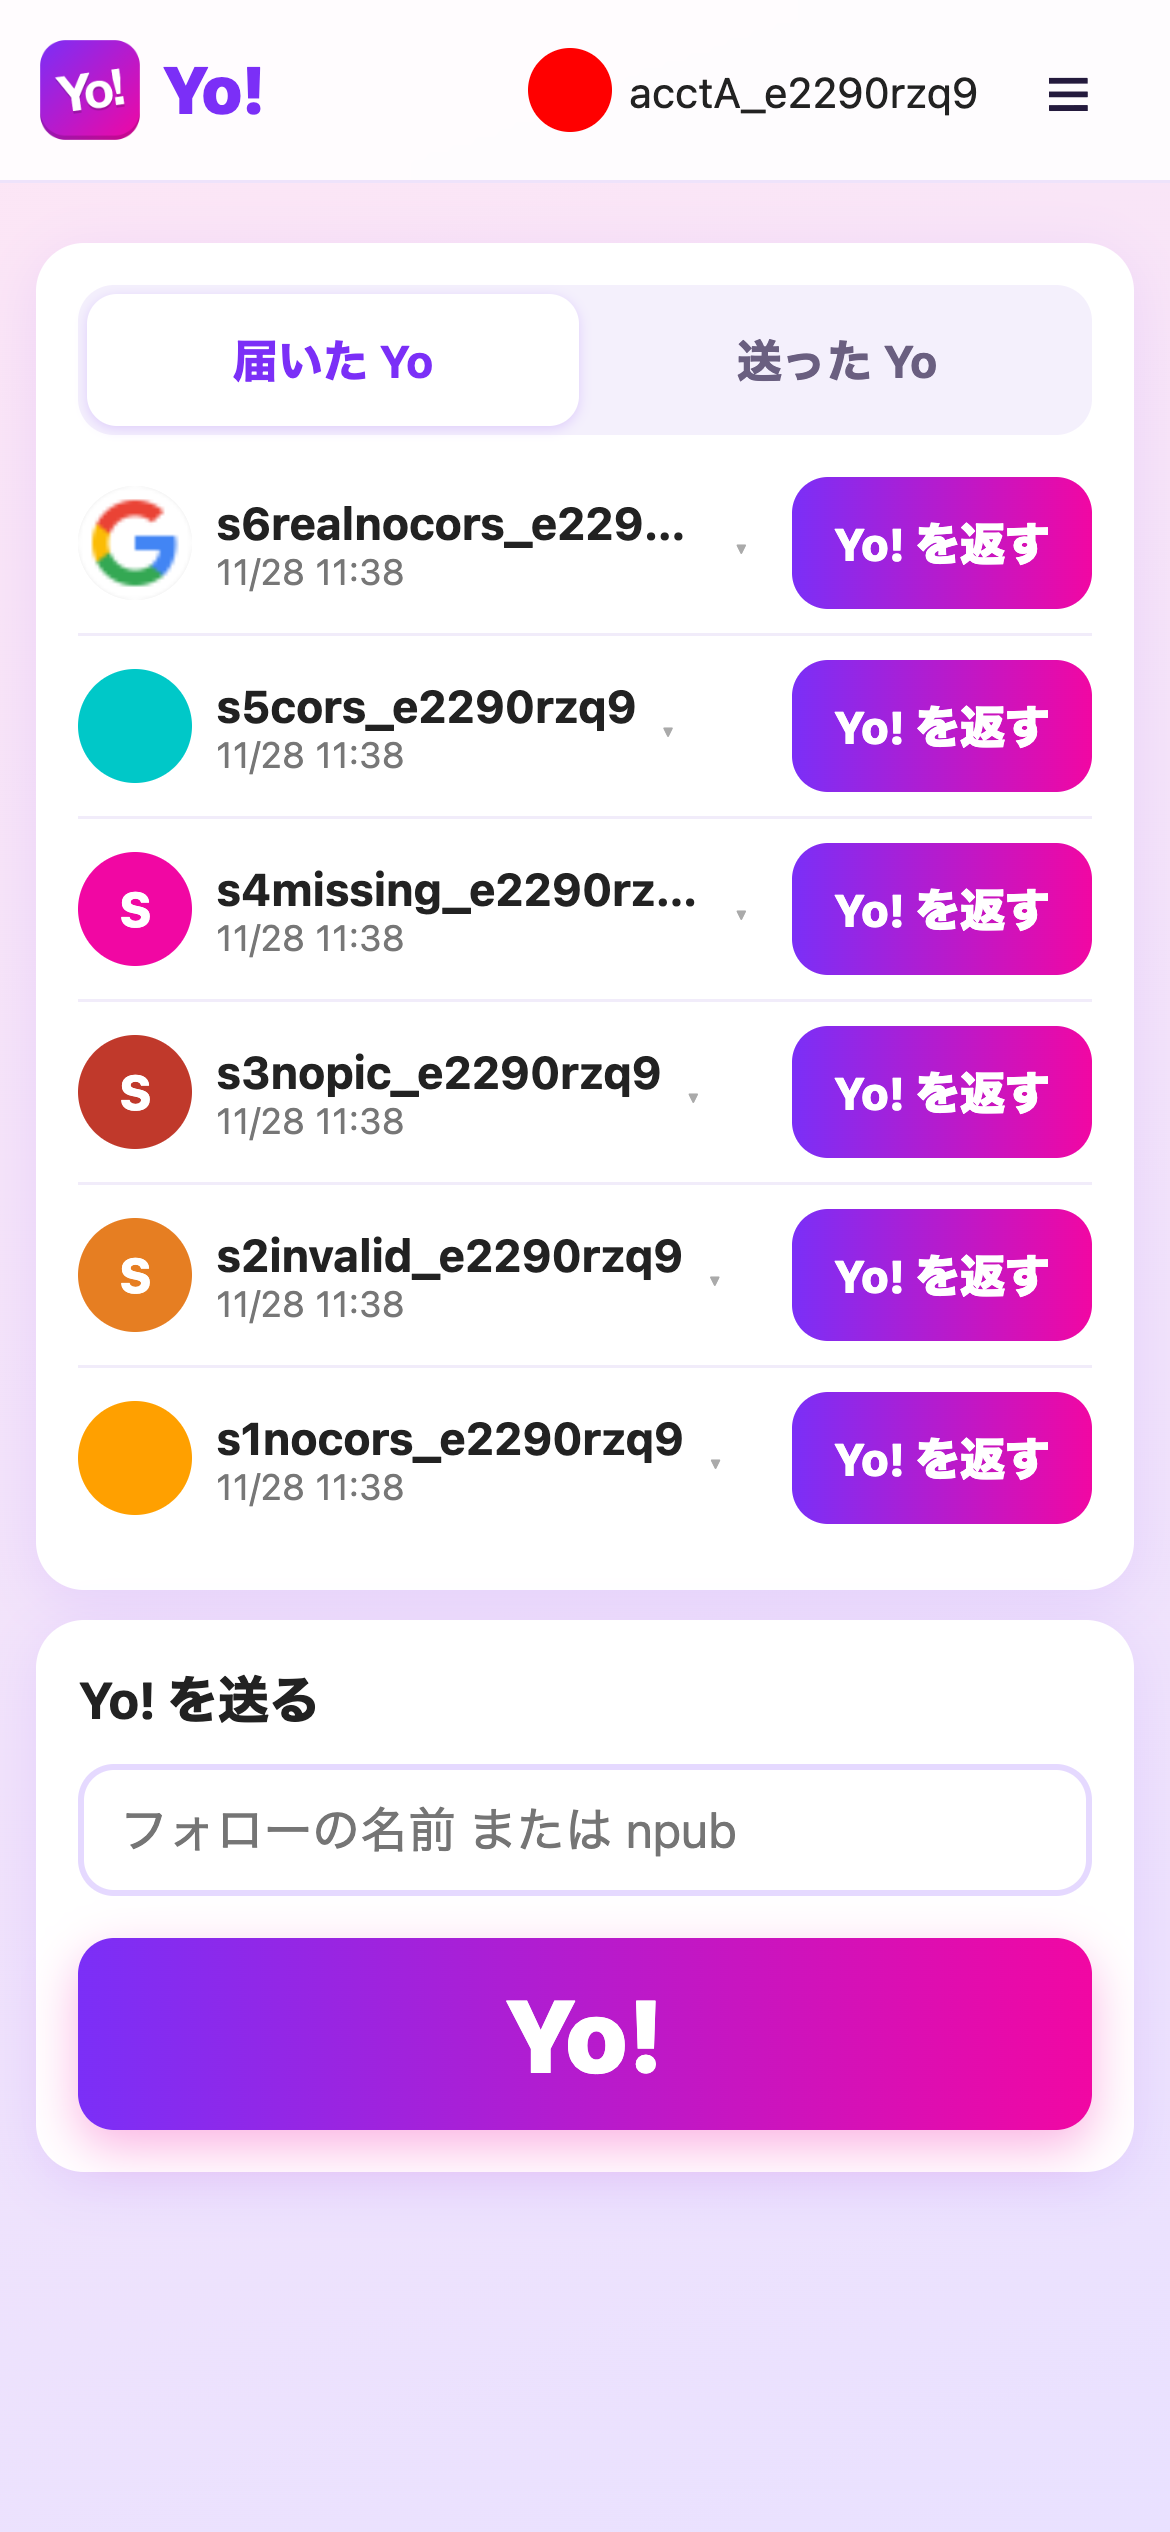 Yo! Yo! acctA_e2290rzq9
届いた Yo 送った Yo
s6realnocors_e229...
11/28 11:38
Yo! を返す
s5cors_e2290rzq9
11/28 11:38
Yo! を返す
S
s4missing_e2290rz...
11/28 11:38
Yo! を返す
S
s3nopic_e2290rzq9
11/28 11:38
Yo! を返す
S
s2invalid_e2290rzq9
11/28 11:38
Yo! を返す
s1nocors_e2290rzq9
11/28 11:38
Yo! を返す
Yo! を送る
フォローの名前 または npub
Yo!